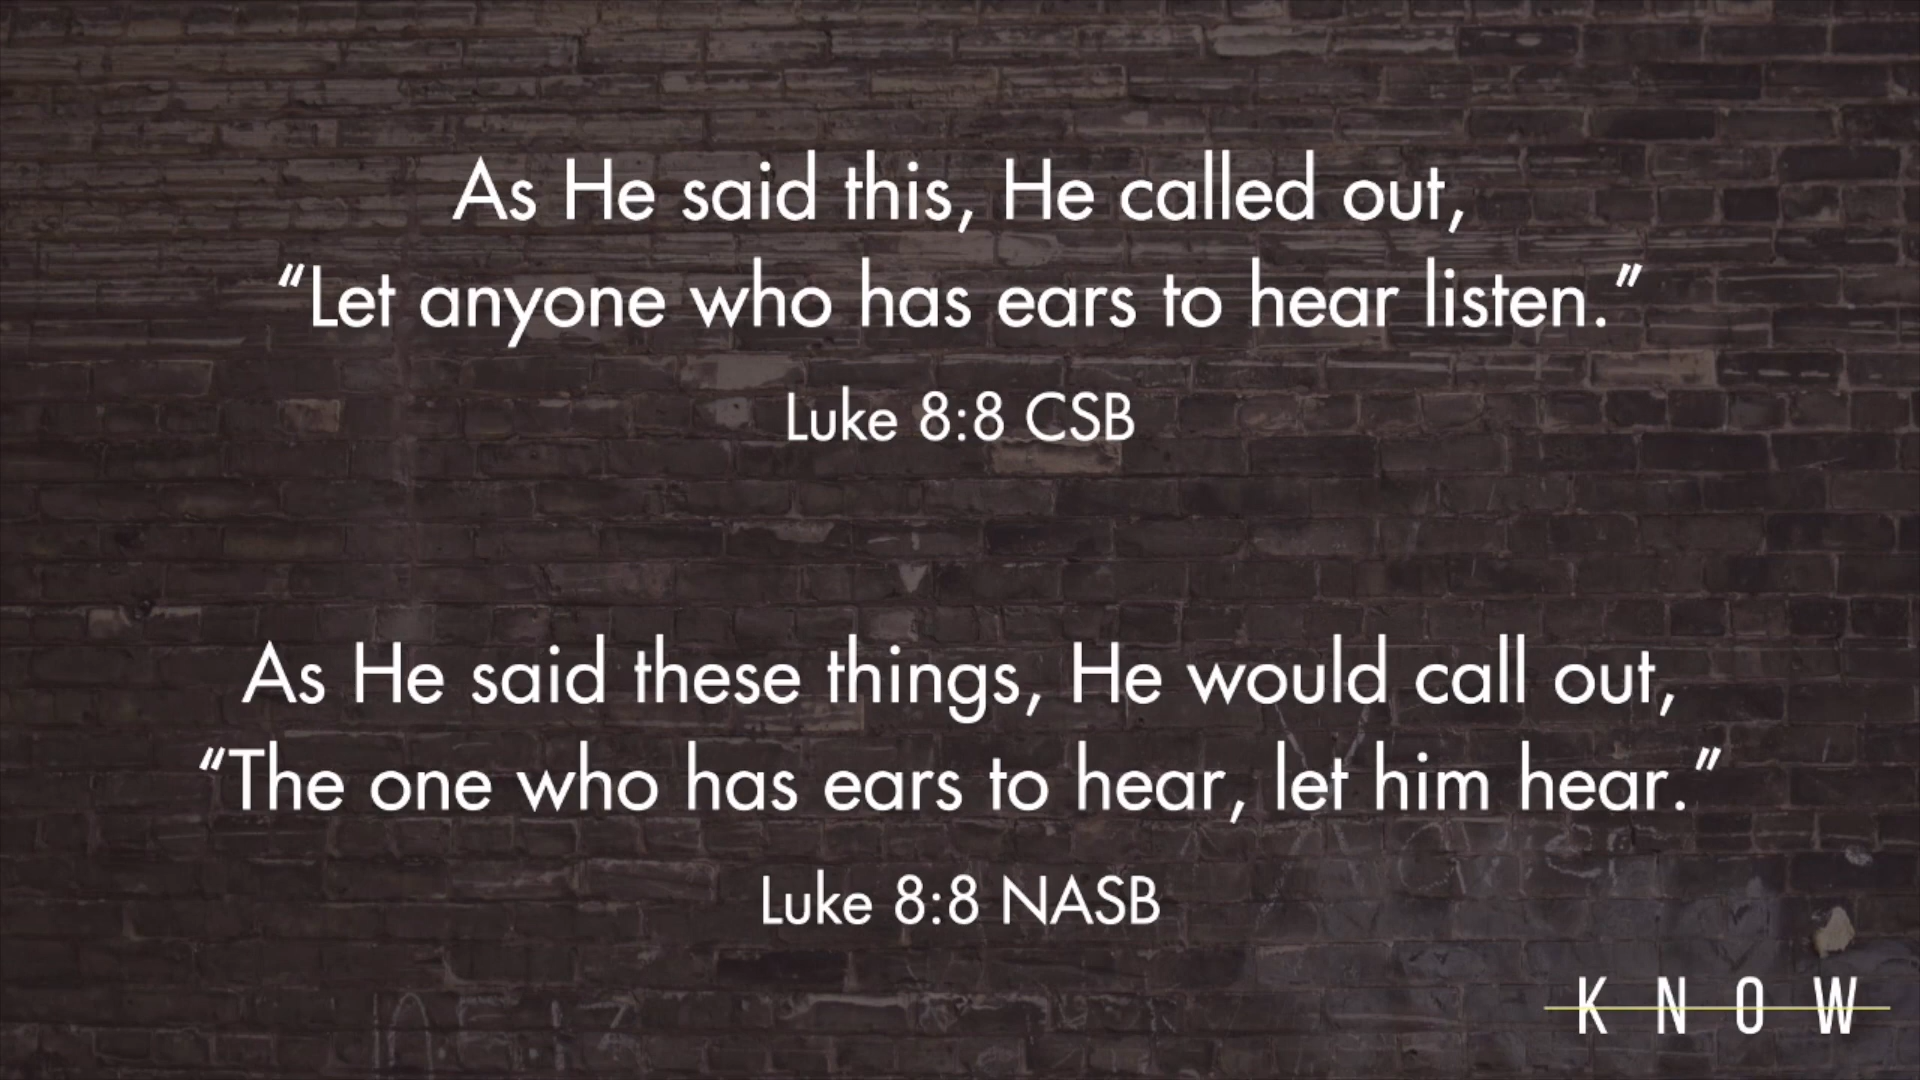 As He said this, He called out,
“Let anyone who has ears to hear listen.”
Luke 8:8 CSB
As He said these things, He would call out,
“The one who has ears to hear, let him hear.”
Luke 8:8 NASB
KNOW